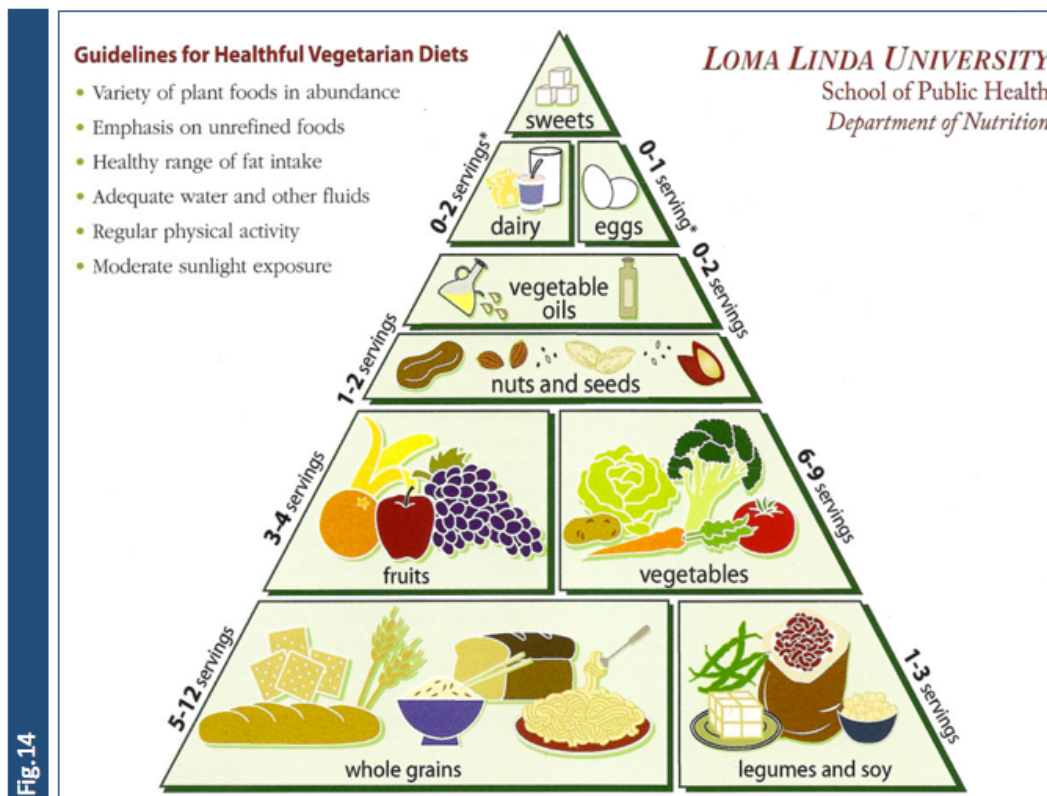 Guidelines for Healthful Vegetarian Diets
• Variety of plant foods in abundance
• Emphasis on unrefined foods
• Healthy range of fat intake
• Adequate water and other fluids
• Regular physical activity
• Moderate sunlight exposure
LOMA LINDA UNIVERSITY
School of Public Health
Department of Nutrition
sweets
0-2 servings*
dairy
eggs
0-1 serving*
vegetable
oils
0-2 servings
1-2 servings
nuts and seeds
3-4 servings
fruits
vegetables
6-9 servings
5-12 servings
whole grains
legumes and soy
1-3 servings
Fig.14